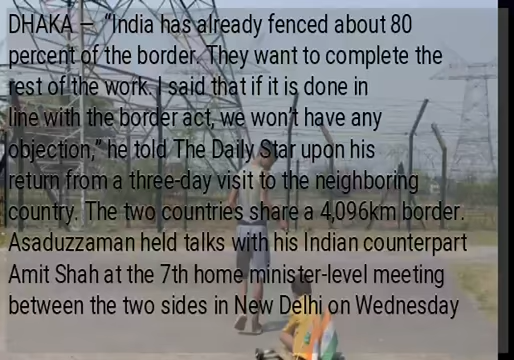 DHAKA — “India has already fenced about 80
percent of the border. They want to complete the
rest of the work. I said that if it is done in
line with the border act, we won’t have any
objection,” he told The Daily Star upon his
return from a three-day visit to the neighboring
country. The two countries share a 4,096km border.
Asaduzzaman held talks with his Indian counterpart
Amit Shah at the 7th home minister-level meeting
between the two sides in New Delhi on Wednesday